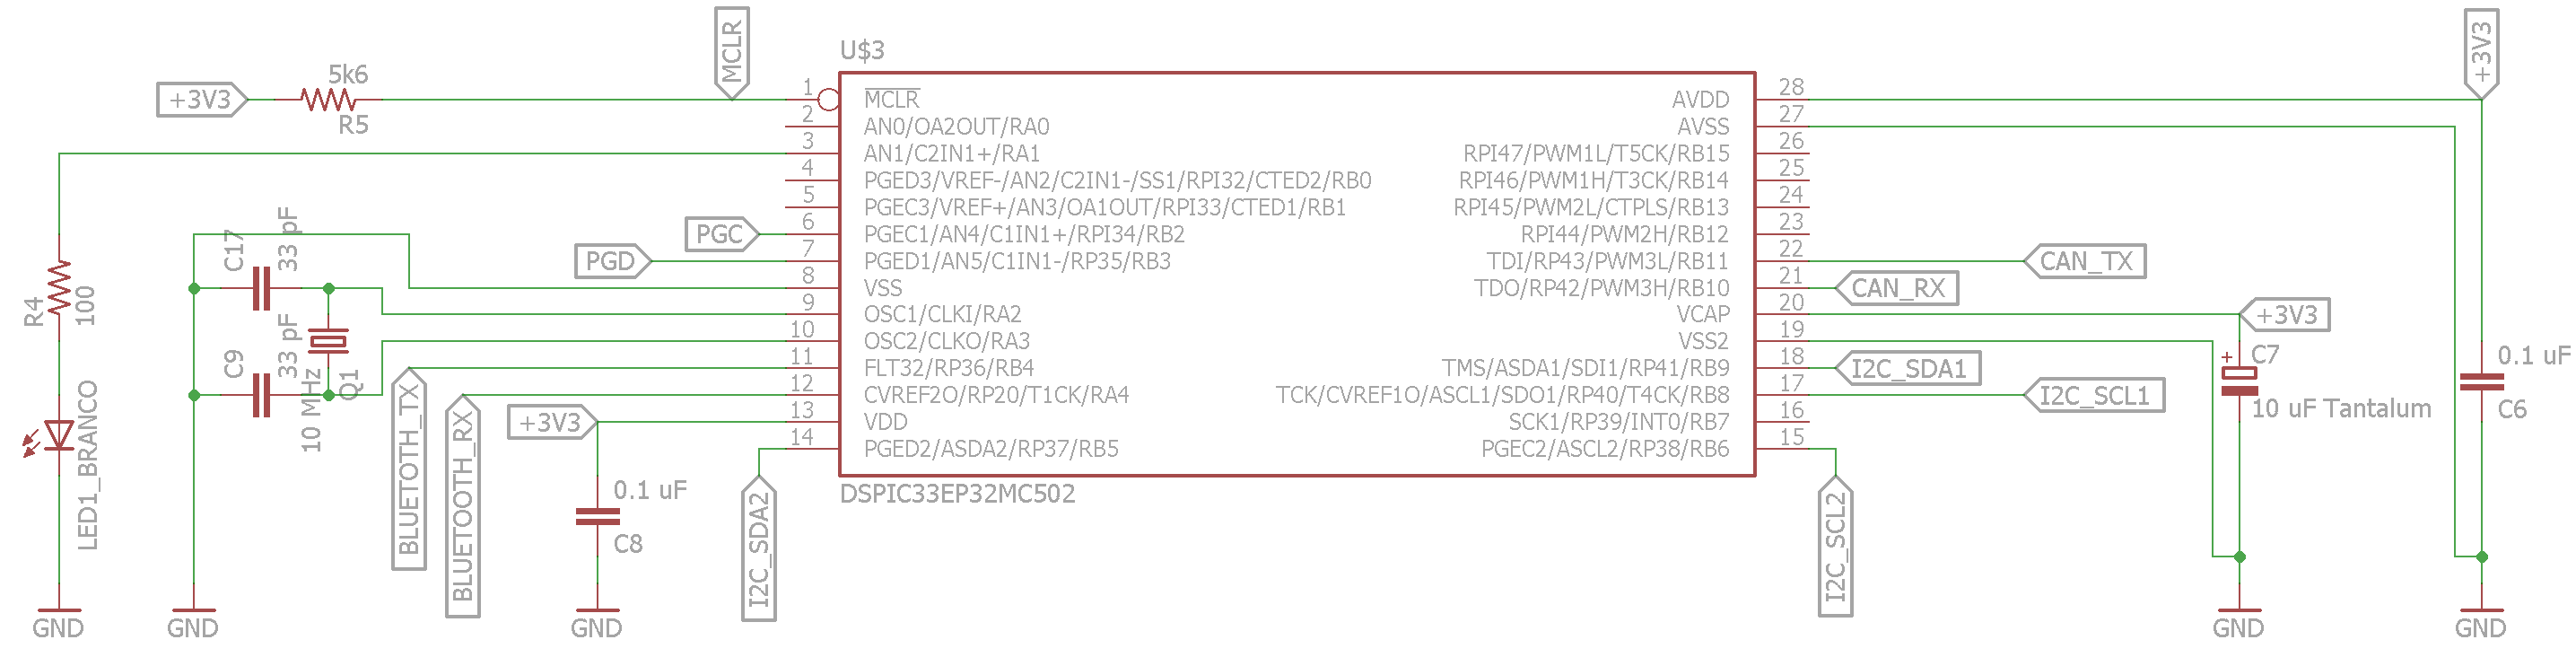 MCLR
+3V3
U$3
5k6
+3V3
R5
1
2
3
4
5
6
7
8
9
10
11
12
13
14
MCLR
AN0/OA2OUT/RA0
AN1/C2IN1+/RA1
PGED3/VREF-/AN2/C2IN1-/SS1/RPI32/CTED2/RB0
PGEC3/VREF+/AN3/OA1OUT/RPI33/CTED1/RB1
PGEC1/AN4/C1IN1+/RPI34/RB2
PGED1/AN5/C1IN1-/RP35/RB3
VSS
OSC1/CLKI/RA2
OSC2/CLKO/RA3
FLT32/RP36/RB4
CVREF2O/RP20/T1CK/RA4
VDD
PGED2/ASDA2/RP37/RB5
AVDD
AVSS
RPI47/PWM1L/T5CK/RB15
RPI46/PWM1H/T3CK/RB14
RPI45/PWM2L/CTPLS/RB13
RPI44/PWM2H/RB12
TDI/RP43/PWM3L/RB11
TDO/RP42/PWM3H/RB10
VCAP
VSS2
TMS/ASDA1/SDI1/RP41/RB9
TCK/CVREF1O/ASCL1/SDO1/RP40/T4CK/RB8
SCK1/RP39/INT0/RB7
PGEC2/ASCL2/RP38/RB6
28
27
26
25
24
23
22
21
20
19
18
17
16
15
DSPIC33EP32MC502
PGC
PGD
C17
33 pF
C9
33 pF
10 MHz
Q1
R4
100
LED1_BRANCO
BLUETOTH_TX
BLUETOOTH_RX
+3V3
0.1 uF
C8
I2C_SDA2
I2C_SCL2
CAN_TX
CAN_RX
+3V3
I2C_SDA1
I2C_SCL1
+
C7
10 uF Tantalum
0.1 uF
C6
GND
GND
GND
GND
GND